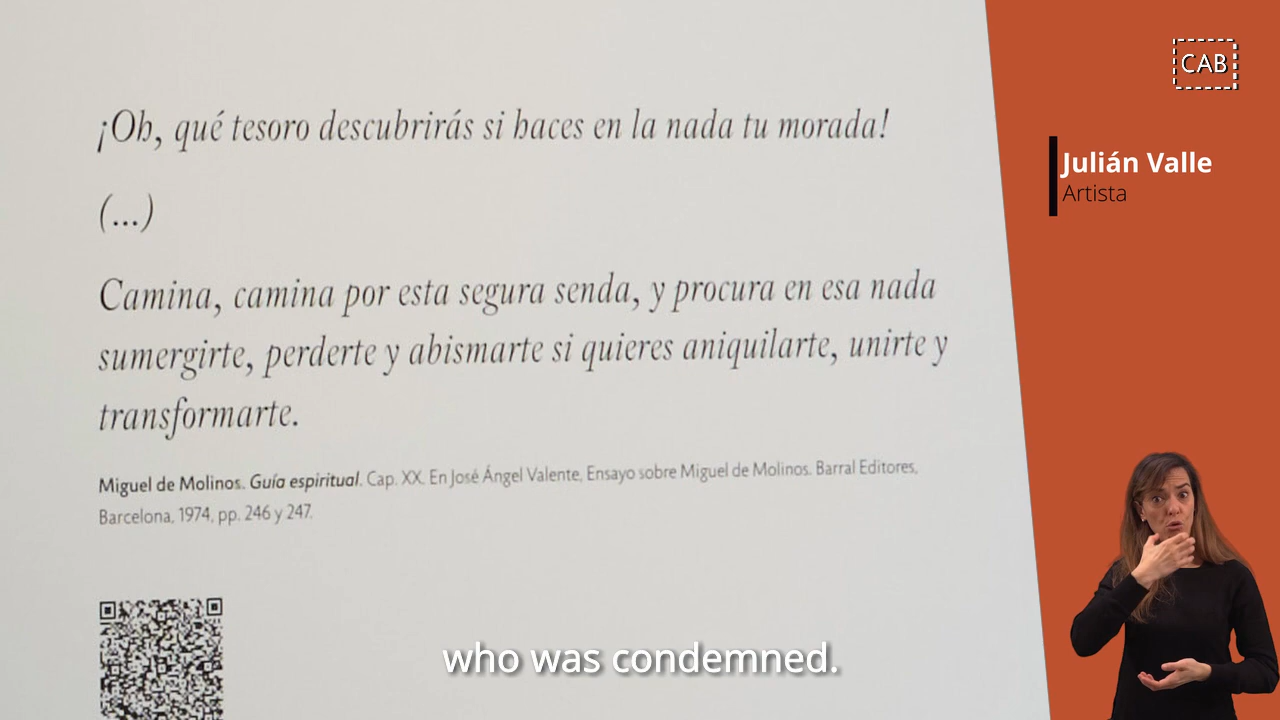 ¡Oh, qué tesoro descubrirás si haces en la nada tu morada!
(...)
Camina, camina por esta segura senda, y procura en esa nada
sumergirte, perderte y abismarte si quieres aniquilarte, unirte y
transformarte.
Miguel de Molinos. Guía espiritual. Cap. XX. En José Ángel Valente, Ensayo sobre Miguel de Molinos. Barral Editores,
Barcelona, 1974, pp. 246 y 247.
CAB
Julián Valle
Artista
who was condemned.